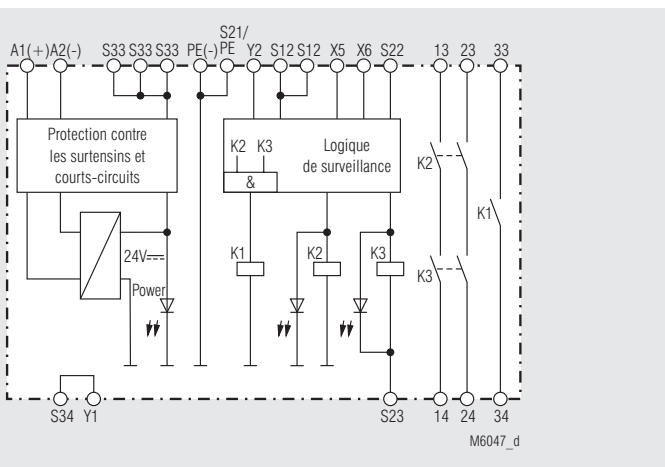 S21/
A1(+) A2(-) S33 S33 S33 PE(-) PE Y2 S12 S12 X5 X6 S22 13 23 33
Protection contre
les surtensins et
courts-circuits
K2 K3
&
Logique
de surveillance
K2
K1
24V
Power
K1
K2
K3
K3
S34 Y1 S23 14 24 34
M6047_d